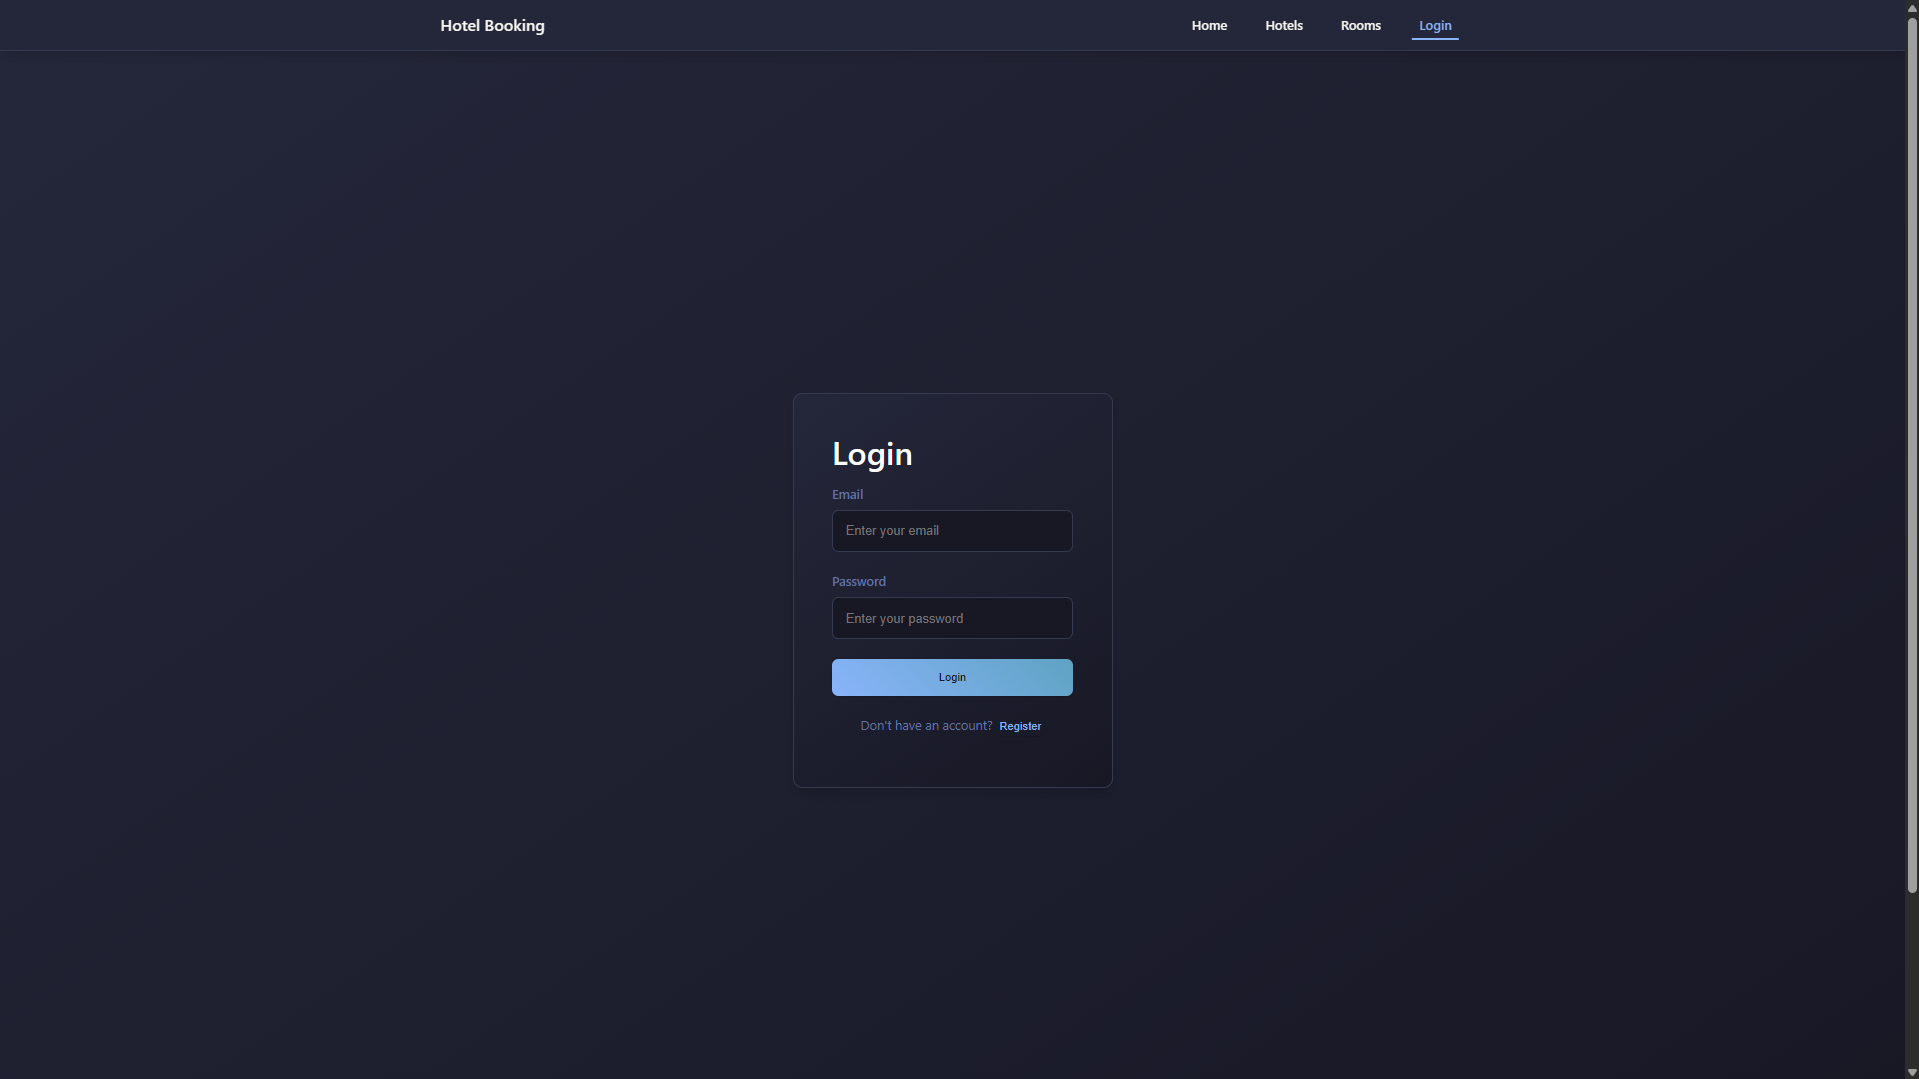 Hotel Booking
Home Hotels Rooms Login
Login
Email
Enter your email
Password
Enter your password
Login
Don't have an account? Register